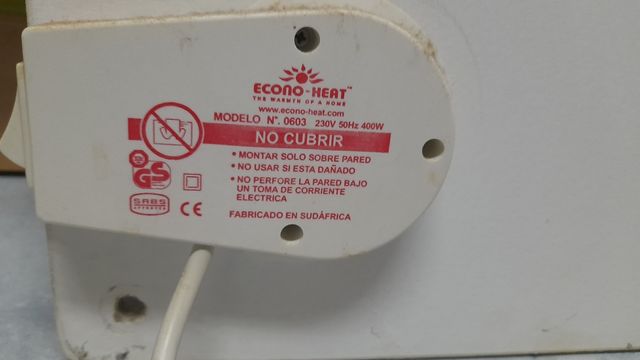 ECONO-HEAT™
THE WARMTH OF A HOME
www.econo-heat.com
MODELO N°. 0603 230V 50Hz 400W
NO CUBRIR
• MONTAR SOLO SOBRE PARED
• NO USAR SI ESTA DAÑADO
• NO PERFORE LA PARED BAJO
UN TOMA DE CORRIENTE
ELECTRICA
FABRICADO EN SUDÁFRICA
GS
S.A.B.S
APPROVED
CE